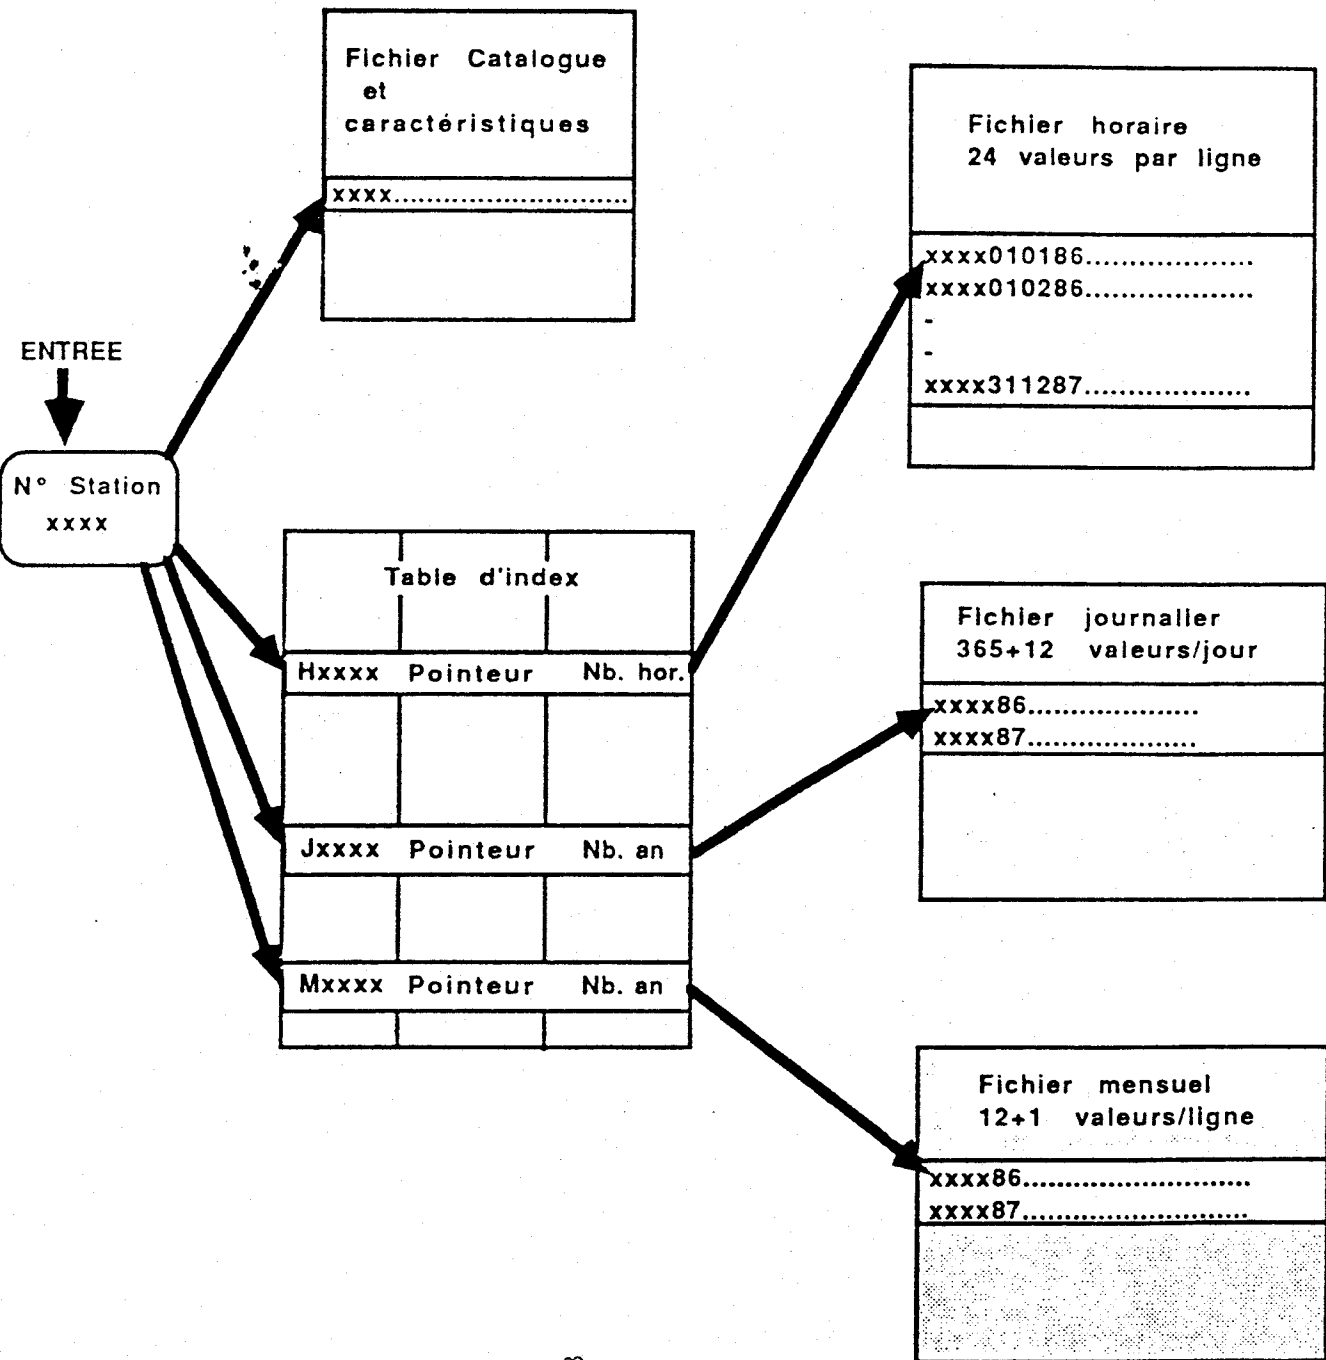 Fichier Catalogue
et
caractéristiques
xxxx............................
ENTREE
N° Station
xxxx
Table d'index
Hxxxx Pointeur Nb. hor.
Jxxxx Pointeur Nb. an
Mxxxx Pointeur Nb. an
Fichier horaire
24 valeurs par ligne
xxxx010186....................
xxxx010286....................
-
-
xxxx311287....................
Fichier journalier
365+12 valeurs/jour
xxxx86....................
xxxx87....................
Fichier mensuel
12+1 valeurs/ligne
xxxx86...........................
xxxx87...........................